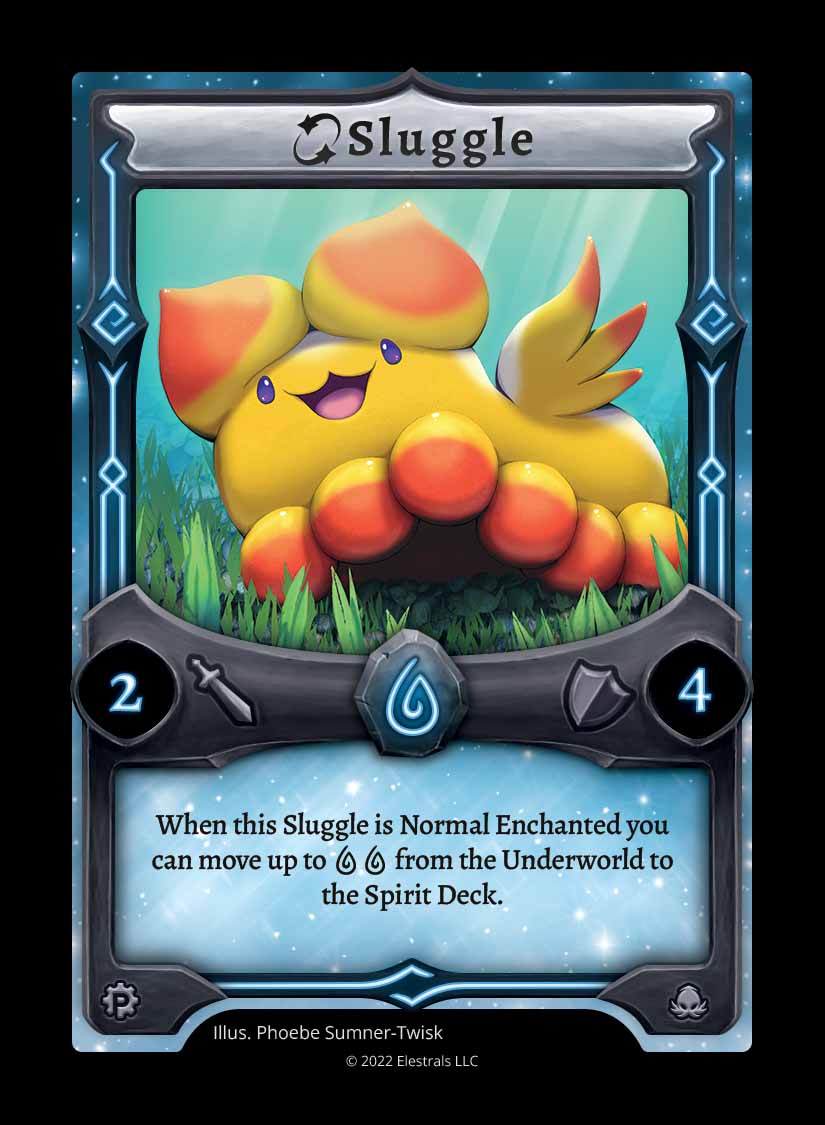 Sluggle
2
4
When this Sluggle is Normal Enchanted you
can move up to from the Underworld to
the Spirit Deck.
P
Illus. Phoebe Sumner-Twisk
© 2022 Elestrals LLC